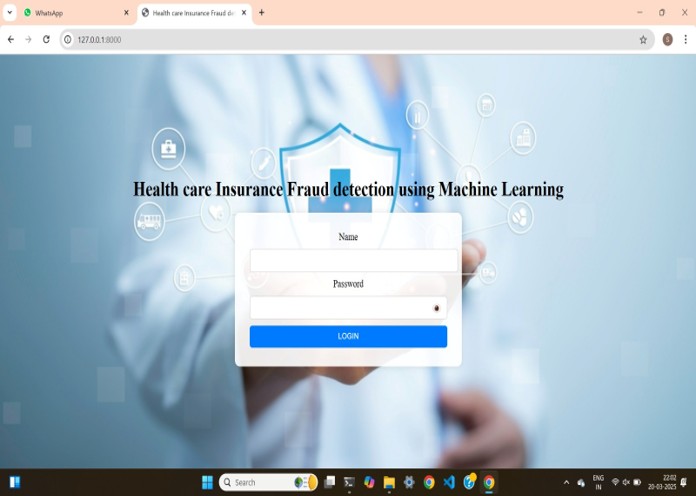 WhatsApp
Health care Insurance Fraud det
127.0.0.1:8000
Health care Insurance Fraud detection using Machine Learning
Name
Password
LOGIN
Search
ENG
IN
22:02
20-03-2025